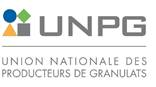 UNPG
UNION NATIONALE DES
PRODUCTEURS DE GRANULATS